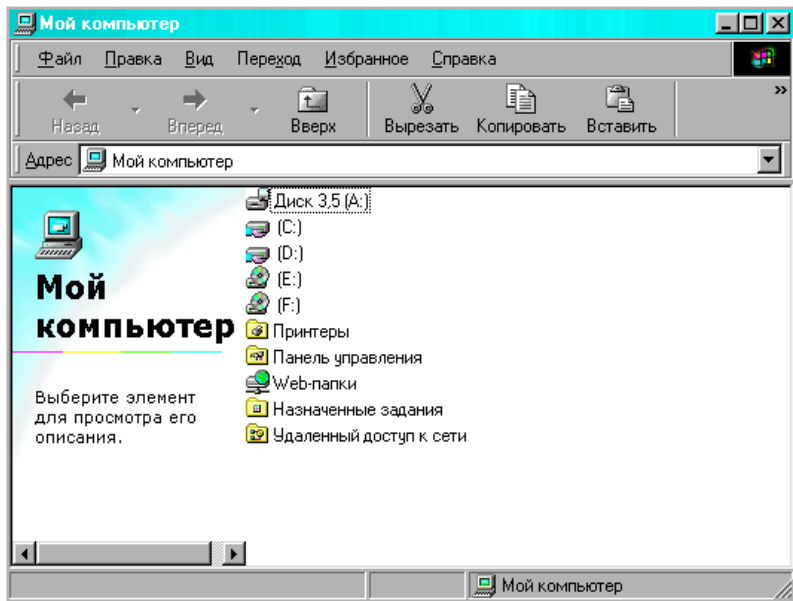 Мой компьютер
Файл Правка Вид Переход Избранное Справка
Назад Вперед Вверх Вырезать Копировать Вставить »
Адрес Мой компьютер
Мой
компьютер
Выберите элемент
для просмотра его
описания.
Диск 3,5 (A:)
(C:)
(D:)
(E:)
(F:)
Принтеры
Панель управления
Web-папки
Назначенные задания
Удаленный доступ к сети
Мой компьютер